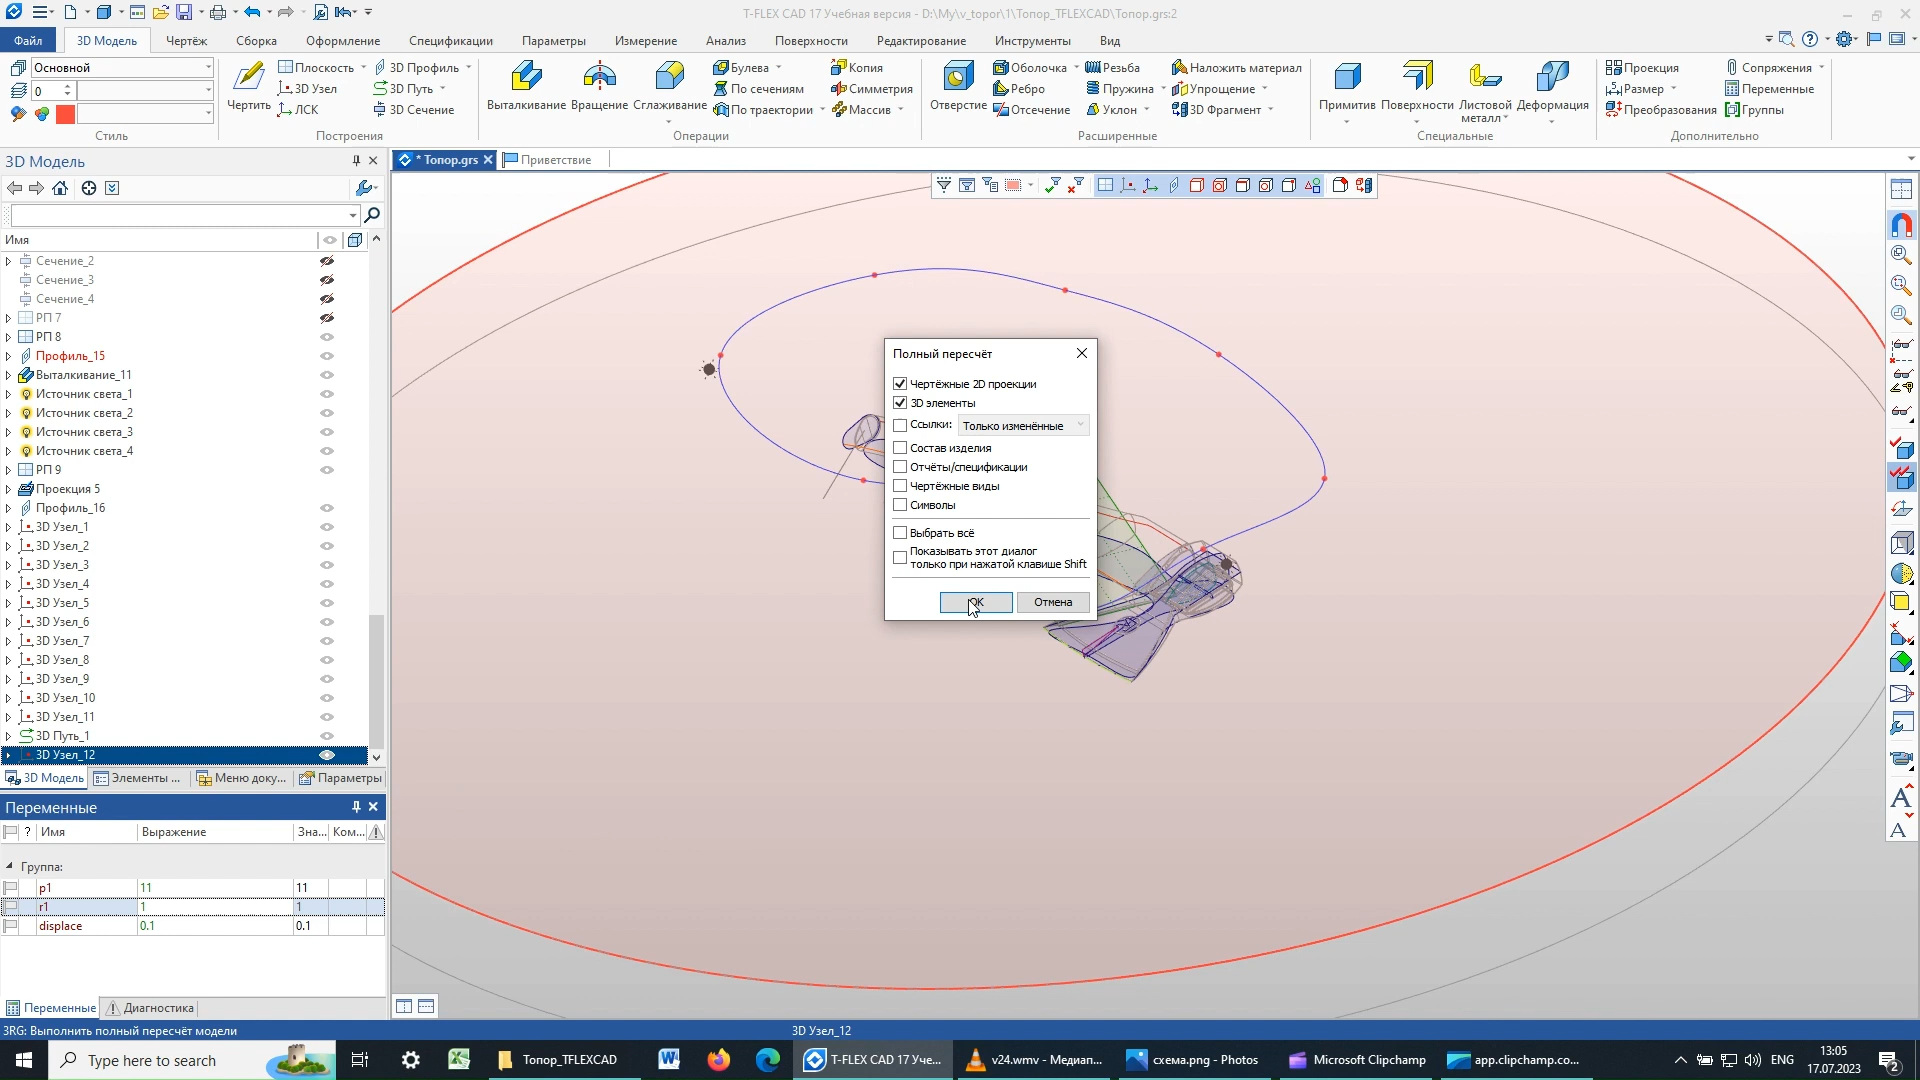 T-FLEX CAD 17 Учебная версия - D:\My\v_topor\1\Топор_TFLEXCAD\Топор.grs:2
Файл 3D Модель Чертёж Сборка Оформление Спецификации Параметры Измерение Анализ Поверхности Редактирование Инструменты Вид
Основной Плоскость 3D Профиль Булева Копия Оболочка Резьба Наложить материал Проекция Сопряжения
0 3D Узел 3D Путь По сечениям Симметрия Ребро Пружина Упрощение Размер Переменные
Чертить Выталкивание Вращение Сглаживание Отверстие Примитив Поверхности Листовой металл Деформация
ЛСК 3D Сечение По траектории Массив Отсечение Уклон 3D Фрагмент Преобразования Группы
Стиль Построения Операции Расширенные Специальные Дополнительно
3D Модель
* Топор.grs Приветствие
Имя
Сечение_2
Сечение_3
Сечение_4
РП 7
РП 8
Профиль_15
Выталкивание_11
Источник света_1
Источник света_2
Источник света_3
Источник света_4
РП 9
Проекция 5
Профиль_16
3D Узел_1
3D Узел_2
3D Узел_3
3D Узел_4
3D Узел_5
3D Узел_6
3D Узел_7
3D Узел_8
3D Узел_9
3D Узел_10
3D Узел_11
3D Путь_1
3D Узел_12
3D Модель Элементы ... Меню доку... Параметры
Переменные
? Имя Выражение Зна... Ком...
Группа:
p1 11 11
r1 1 1
displace 0.1 0.1
Переменные Диагностика
Полный пересчёт
Чертёжные 2D проекции
3D элементы
Ссылки: Только изменённые
Состав изделия
Отчёты/спецификации
Чертёжные виды
Символы
Выбрать всё
Показывать этот диалог
только при нажатой клавише Shift
OK Отмена
3RG: Выполнить полный пересчёт модели 3D Узел_12
Type here to search Топор_TFLEXCAD T-FLEX CAD 17 Уче... v24.wmv - Медиап... схема.png - Photos Microsoft Clipchamp app.clipchamp.co... ENG
13:05
17.07.2023
2